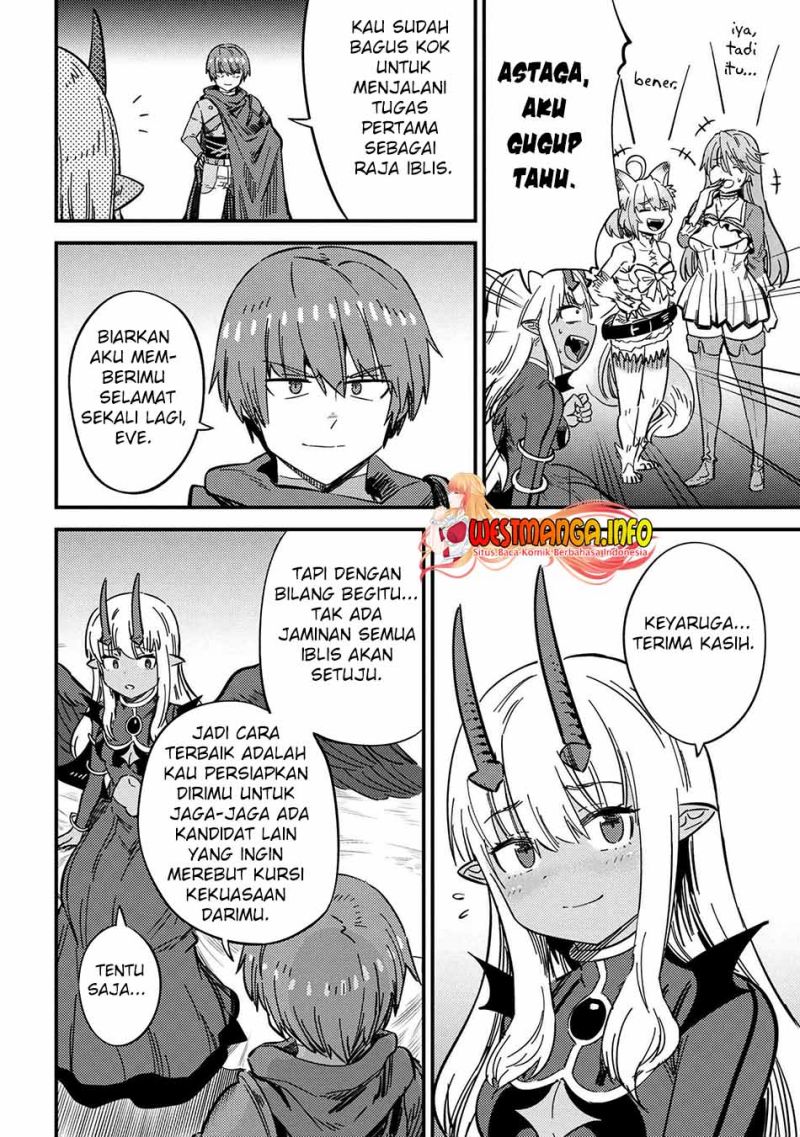 iya,
tadi
itu...
bener.
ASTAGA,
AKU
GUGUP
TAHU.
KAU SUDAH
BAGUS KOK
UNTUK
MENJALANI
TUGAS
PERTAMA
SEBAGAI
RAJA IBLIS.
BIARKAN
AKU MEM-
BERIMU
SELAMAT
SEKALI LAGI,
EVE.
WESTMANGA.INFO
Situs Baca Komik Berbahasa Indonesia
KEYARUGA...
TERIMA KASIH.
TAPI DENGAN
BILANG BEGITU...
TAK ADA
JAMINAN SEMUA
IBLIS AKAN
SETUJU.
JADI CARA
TERBAIK ADALAH
KAU PERSIAPKAN
DIRIMU UNTUK
JAGA-JAGA ADA
KANDIDAT LAIN
YANG INGIN
MEREBUT KURSI
KEKUASAAN
DARIMU.
TENTU
SAJA...